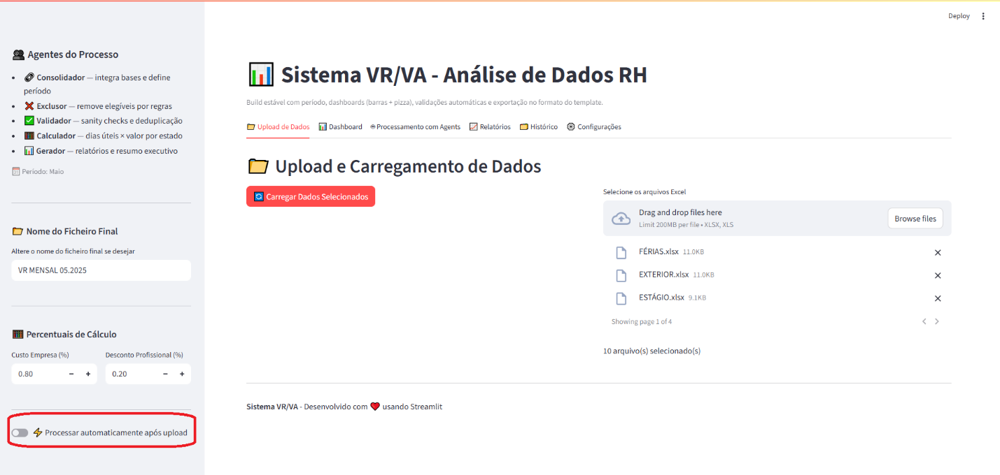 Deploy
Agentes do Processo
Consolidador — integra bases e define
período
Exclusor — remove elegíveis por regras
Validador — sanity checks e deduplicação
Calculador — dias úteis × valor por estado
Gerador — relatórios e resumo executivo
Período: Maio
Nome do Ficheiro Final
Altere o nome do ficheiro final se desejar
VR MENSAL 05.2025
Percentuais de Cálculo
Custo Empresa (%) Desconto Profissional (%)
0.80 − + 0.20 − +
Processar automaticamente após upload
Sistema VR/VA - Análise de Dados RH
Build estável com período, dashboards (barras + pizza), validações automáticas e exportação no formato do template.
Upload de Dados Dashboard Processamento com Agents Relatórios Histórico Configurações
Upload e Carregamento de Dados
Carregar Dados Selecionados
Selecione os arquivos Excel
Drag and drop files here
Limit 200MB per file • XLSX, XLS
Browse files
FÉRIAS.xlsx 11.0KB
EXTERIOR.xlsx 11.0KB
ESTÁGIO.xlsx 9.1KB
Showing page 1 of 4
10 arquivo(s) selecionado(s)
Sistema VR/VA - Desenvolvido com ❤️ usando Streamlit